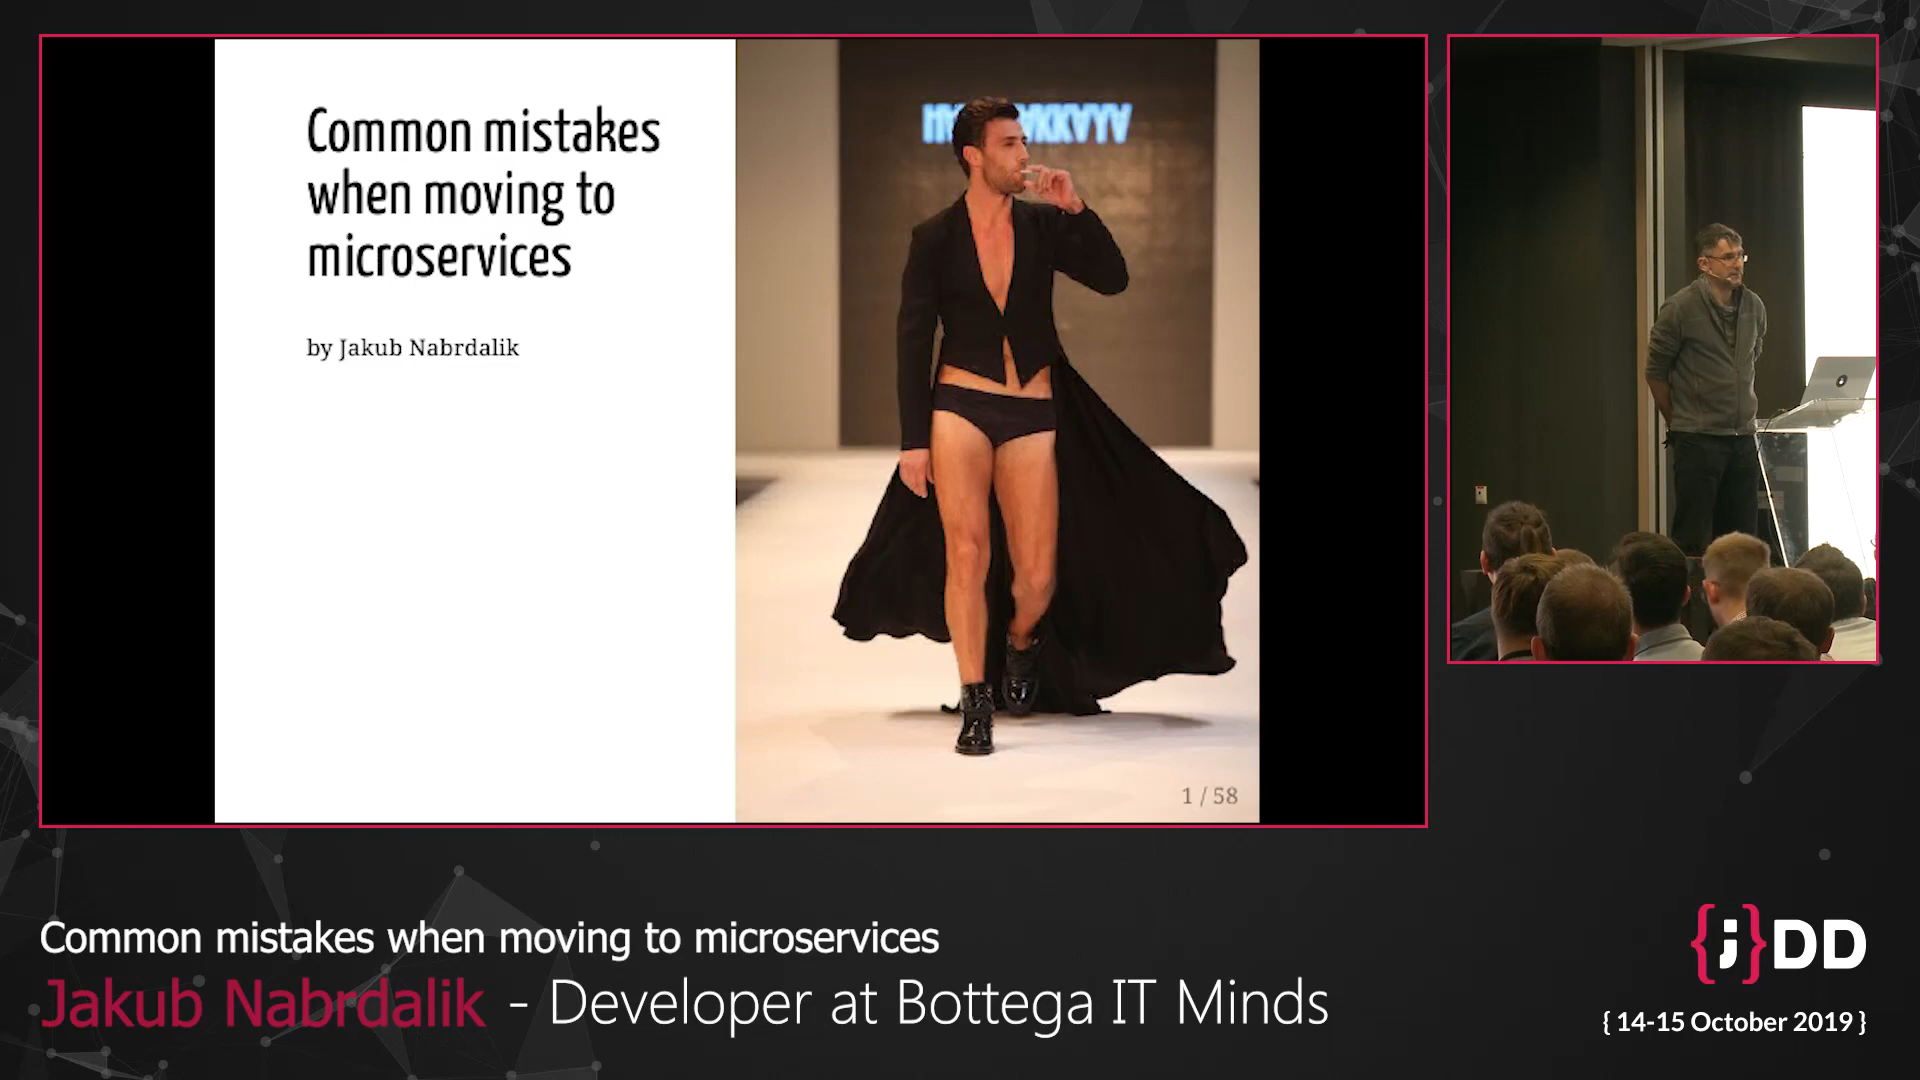 Common mistakes
when moving to
microservices
by Jakub Nabrdalik
1 / 58
Common mistakes when moving to microservices
Jakub Nabrdalik - Developer at Bottega IT Minds
{;}DD
{ 14-15 October 2019 }